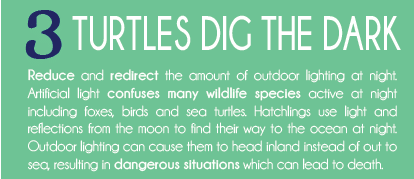 3 TURTLES DIG THE DARK
Reduce and redirect the amount of outdoor lighting at night.
Artificial light confuses many wildlife species active at night
including foxes, birds and sea turtles. Hatchlings use light and
reflections from the moon to find their way to the ocean at night.
Outdoor lighting can cause them to head inland instead of out to
sea, resulting in dangerous situations which can lead to death.